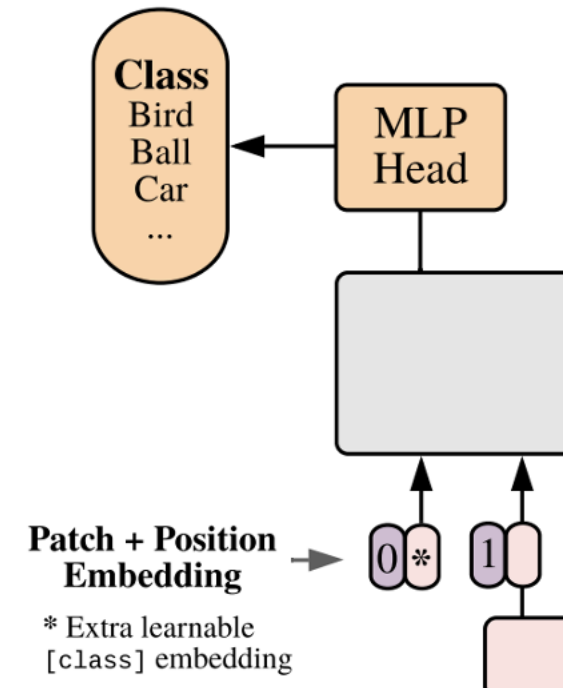 Class
Bird
Ball
Car
...
MLP
Head
Patch + Position
Embedding
0 *
1
* Extra learnable
[class] embedding